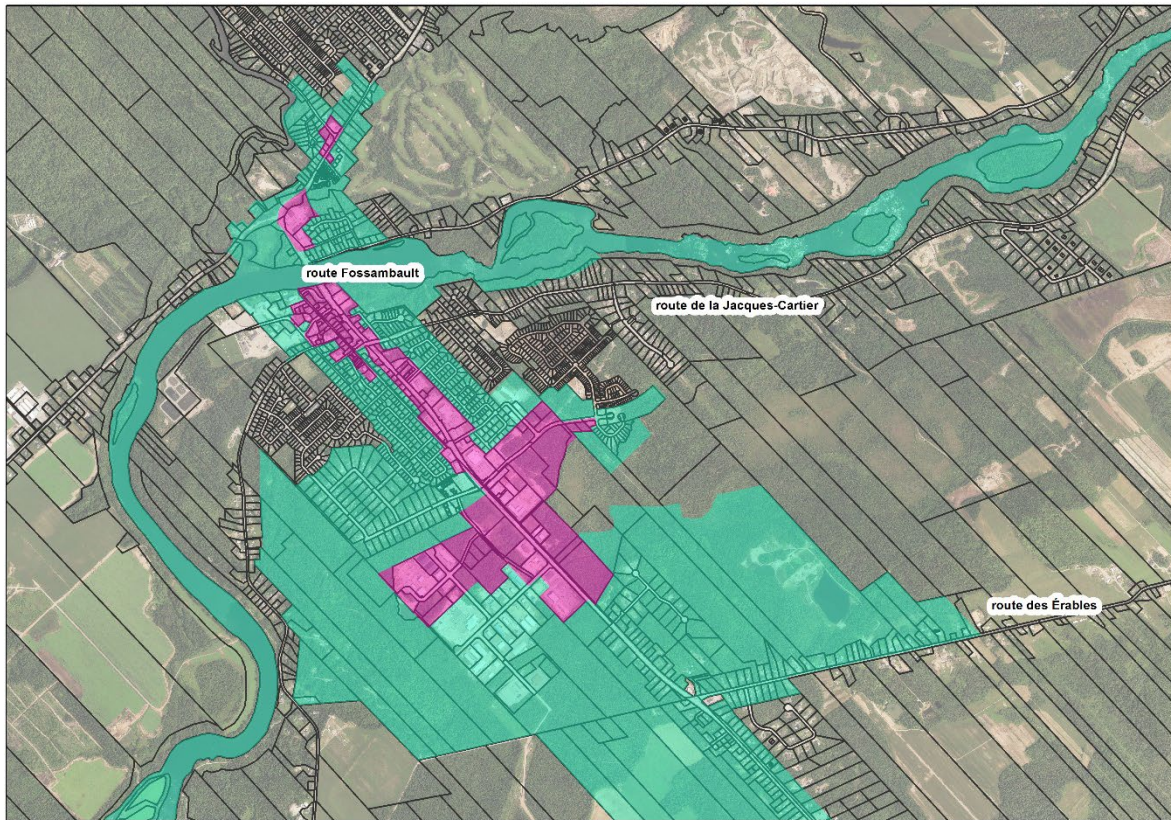 route Fossambault
route de la Jacques-Cartier
route des Érables